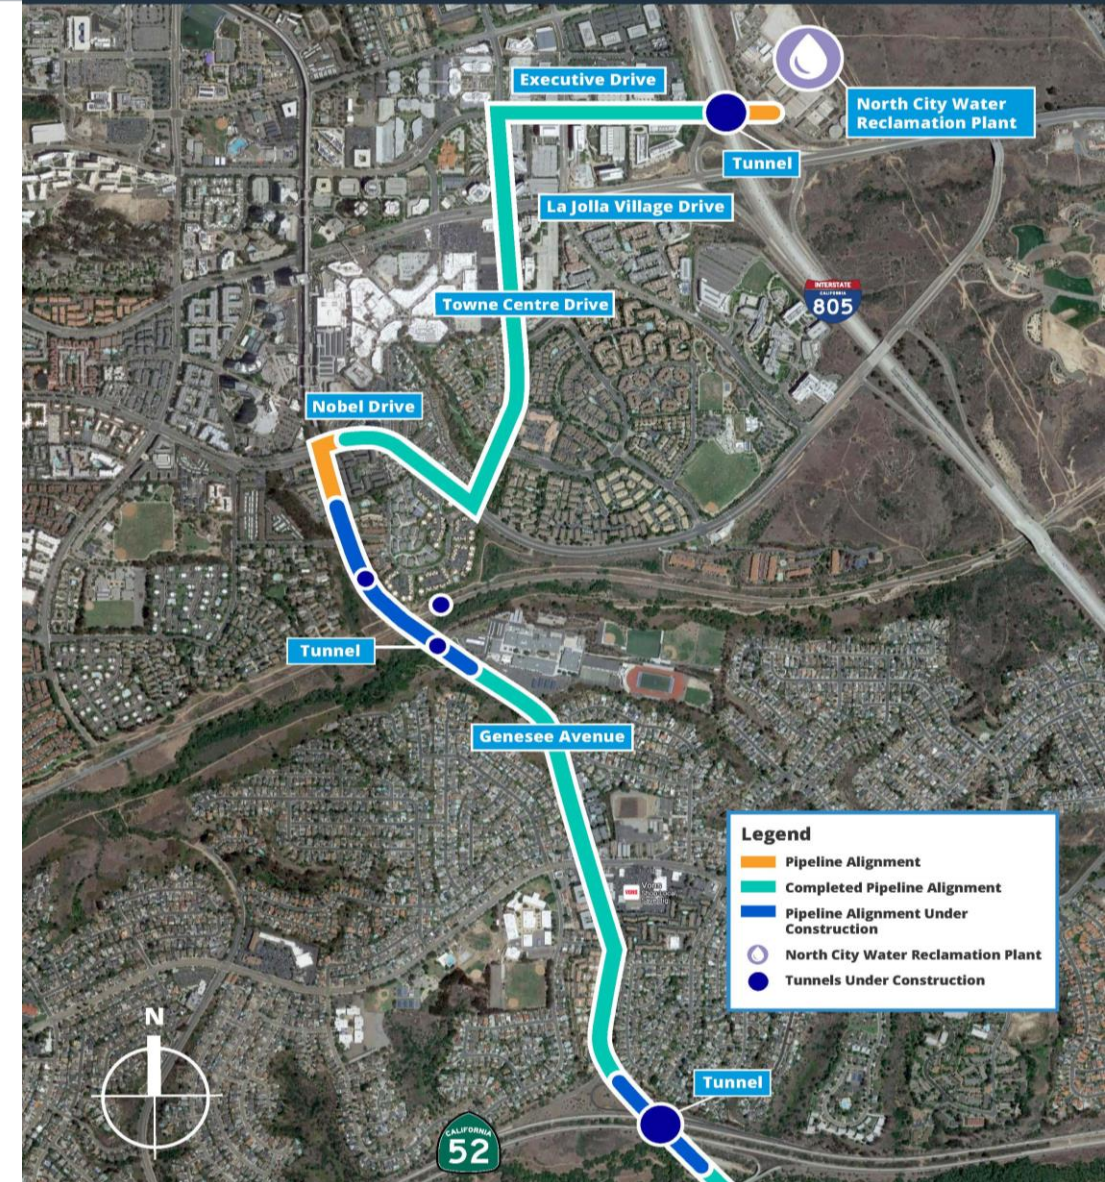 Executive Drive
North City Water
Reclamation Plant
Tunnel
La Jolla Village Drive
INTERSTATE
CALIFORNIA
805
Towne Centre Drive
Nobel Drive
Tunnel
Genesee Avenue
Legend
Pipeline Alignment
Completed Pipeline Alignment
Pipeline Alignment Under
Construction
North City Water Reclamation Plant
Tunnels Under Construction
N
Tunnel
CALIFORNIA
52